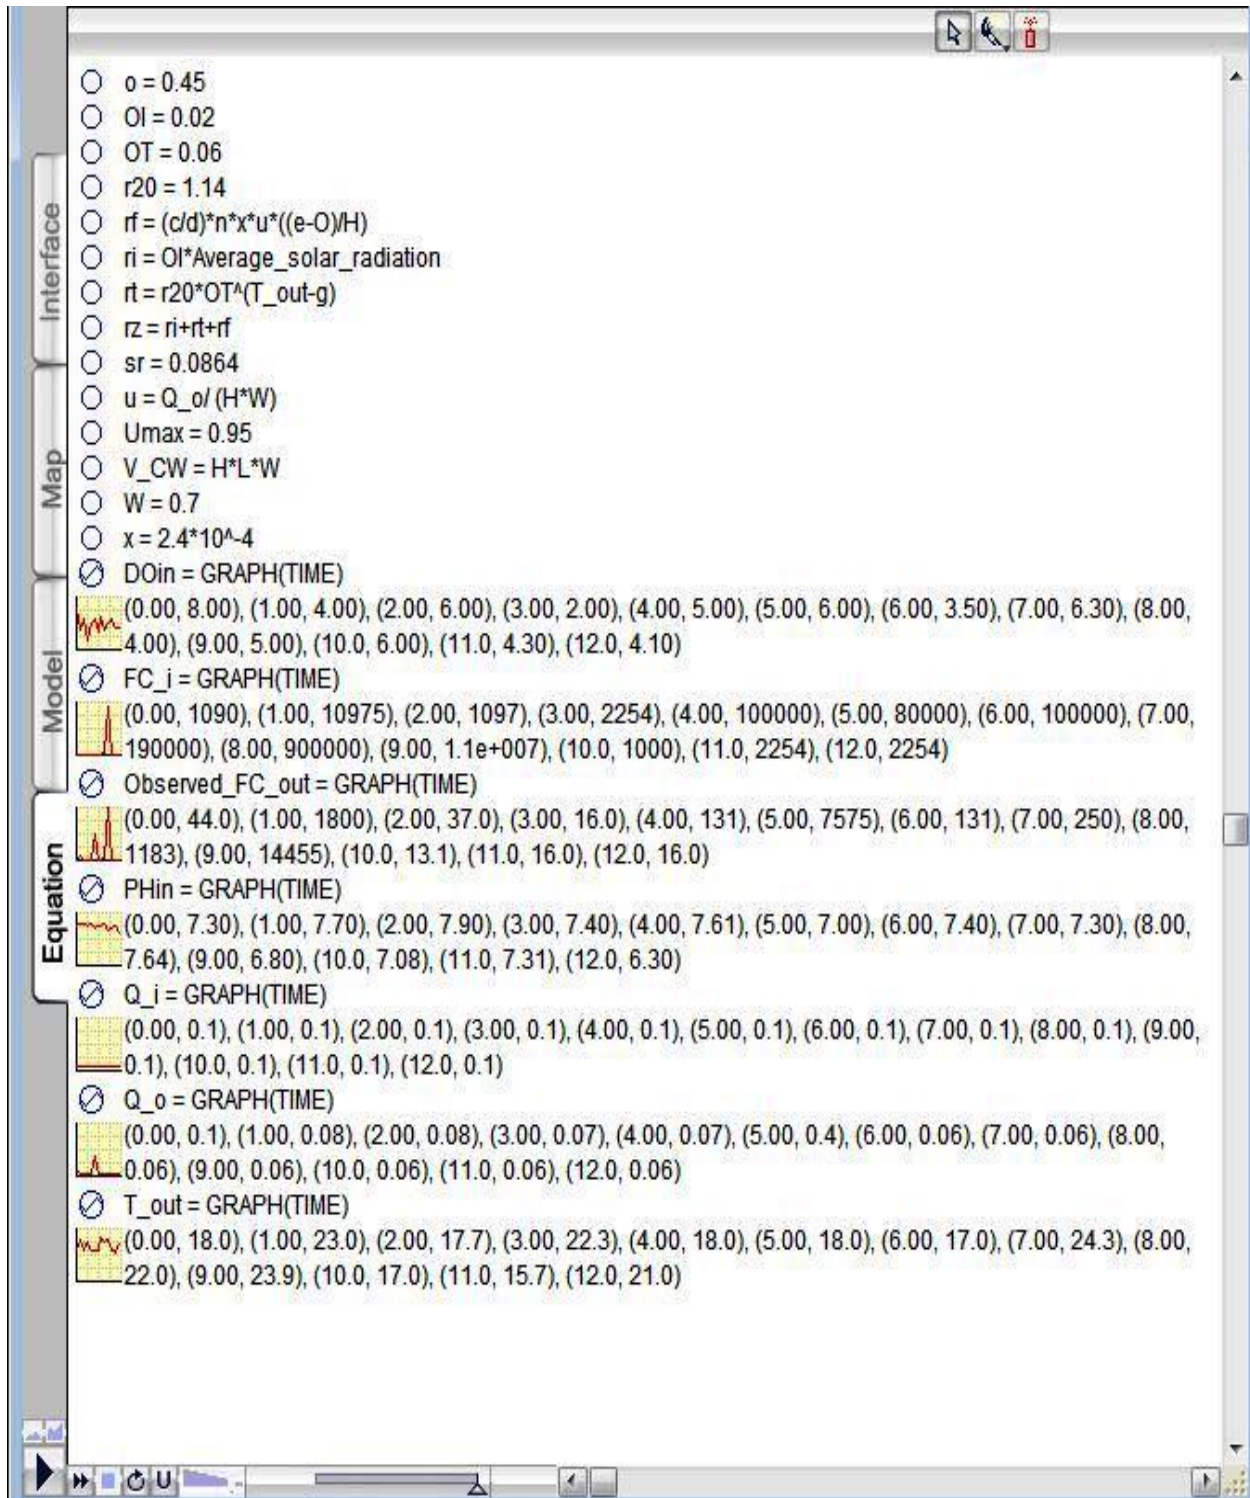 o = 0.45
OI = 0.02
OT = 0.06
r20 = 1.14
rf = (c/d)*n*x*u*((e-O)/H)
ri = OI*Average_solar_radiation
rt = r20*OT^(T_out-g)
rz = ri+rt+rf
sr = 0.0864
u = Q_o/ (H*W)
Umax = 0.95
V_CW = H*L*W
W = 0.7
x = 2.4*10^-4
DOin = GRAPH(TIME)
(0.00, 8.00), (1.00, 4.00), (2.00, 6.00), (3.00, 2.00), (4.00, 5.00), (5.00, 6.00), (6.00, 3.50), (7.00, 6.30), (8.00,
4.00), (9.00, 5.00), (10.0, 6.00), (11.0, 4.30), (12.0, 4.10)
FC_i = GRAPH(TIME)
(0.00, 1090), (1.00, 10975), (2.00, 1097), (3.00, 2254), (4.00, 100000), (5.00, 80000), (6.00, 100000), (7.00,
190000), (8.00, 900000), (9.00, 1.1e+007), (10.0, 1000), (11.0, 2254), (12.0, 2254)
Observed_FC_out = GRAPH(TIME)
(0.00, 44.0), (1.00, 1800), (2.00, 37.0), (3.00, 16.0), (4.00, 131), (5.00, 7575), (6.00, 131), (7.00, 250), (8.00,
1183), (9.00, 14455), (10.0, 13.1), (11.0, 16.0), (12.0, 16.0)
PHin = GRAPH(TIME)
(0.00, 7.30), (1.00, 7.70), (2.00, 7.90), (3.00, 7.40), (4.00, 7.61), (5.00, 7.00), (6.00, 7.40), (7.00, 7.30), (8.00,
7.64), (9.00, 6.80), (10.0, 7.08), (11.0, 7.31), (12.0, 6.30)
Q_i = GRAPH(TIME)
(0.00, 0.1), (1.00, 0.1), (2.00, 0.1), (3.00, 0.1), (4.00, 0.1), (5.00, 0.1), (6.00, 0.1), (7.00, 0.1), (8.00, 0.1), (9.00,
0.1), (10.0, 0.1), (11.0, 0.1), (12.0, 0.1)
Q_o = GRAPH(TIME)
(0.00, 0.1), (1.00, 0.08), (2.00, 0.08), (3.00, 0.07), (4.00, 0.07), (5.00, 0.4), (6.00, 0.06), (7.00, 0.06), (8.00,
0.06), (9.00, 0.06), (10.0, 0.06), (11.0, 0.06), (12.0, 0.06)
T_out = GRAPH(TIME)
(0.00, 18.0), (1.00, 23.0), (2.00, 17.7), (3.00, 22.3), (4.00, 18.0), (5.00, 18.0), (6.00, 17.0), (7.00, 24.3), (8.00,
22.0), (9.00, 23.9), (10.0, 17.0), (11.0, 15.7), (12.0, 21.0)
Interface
Map
Model
Equation
U